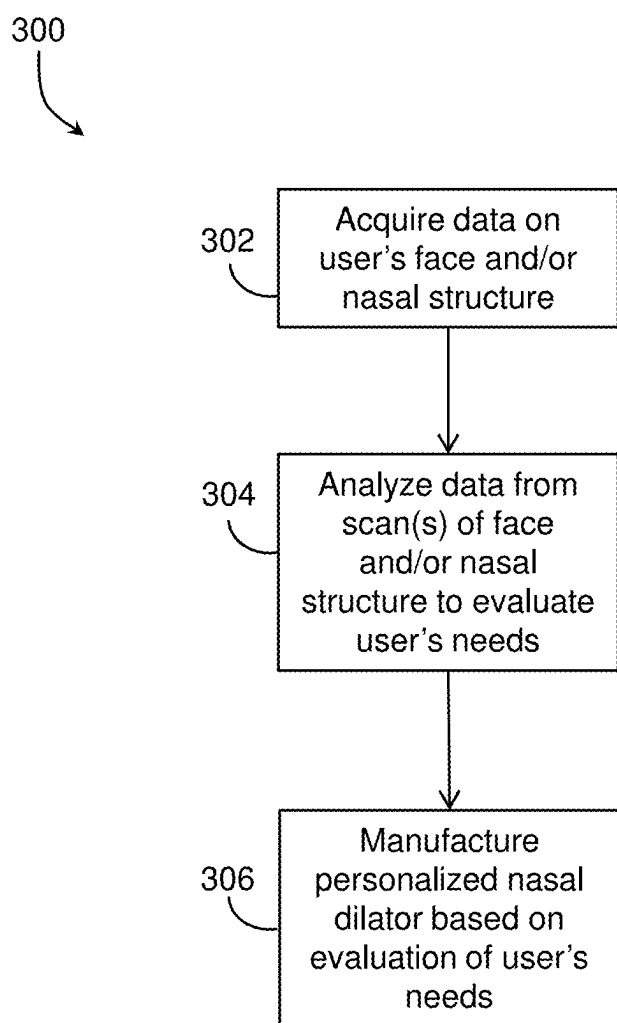 300
302
Acquire data on
user's face and/or
nasal structure
304
Analyze data from
scan(s) of face
and/or nasal
structure to evaluate
user's needs
306
Manufacture
personalized nasal
dilator based on
evaluation of user's
needs